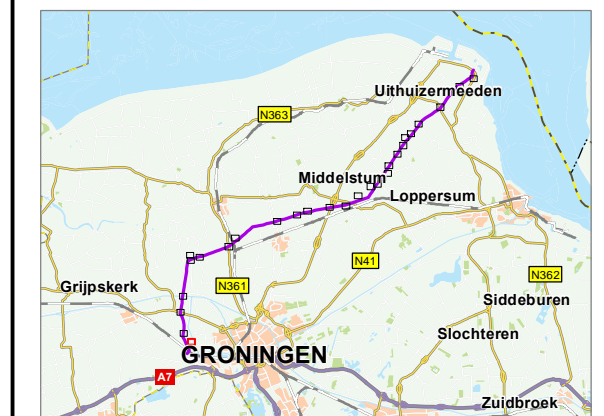 Uithuizermeeden
N363
Middelstum
Loppersum
N41
N362
Grijpskerk
N361
Siddeburen
Slochteren
GRONINGEN
A7
Zuidbroek